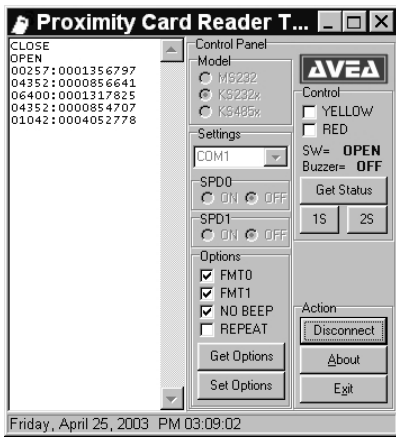 Proximity Card Reader T...
CLOSE
OPEN
00257:0001356797
04352:0000856641
06400:0001317825
04352:0000854707
01042:0004052778
Control Panel
Model
MS232
KS232x
KS485x
Settings
COM1
SPD0
ON OFF
SPD1
ON OFF
Options
FMT0
FMT1
NO BEEP
REPEAT
Get Options
Set Options
AVEA
Control
YELLOW
RED
SW= OPEN
Buzzer= OFF
Get Status
1S 2S
Action
Disconnect
About
Exit
Friday, April 25, 2003 PM 03:09:02